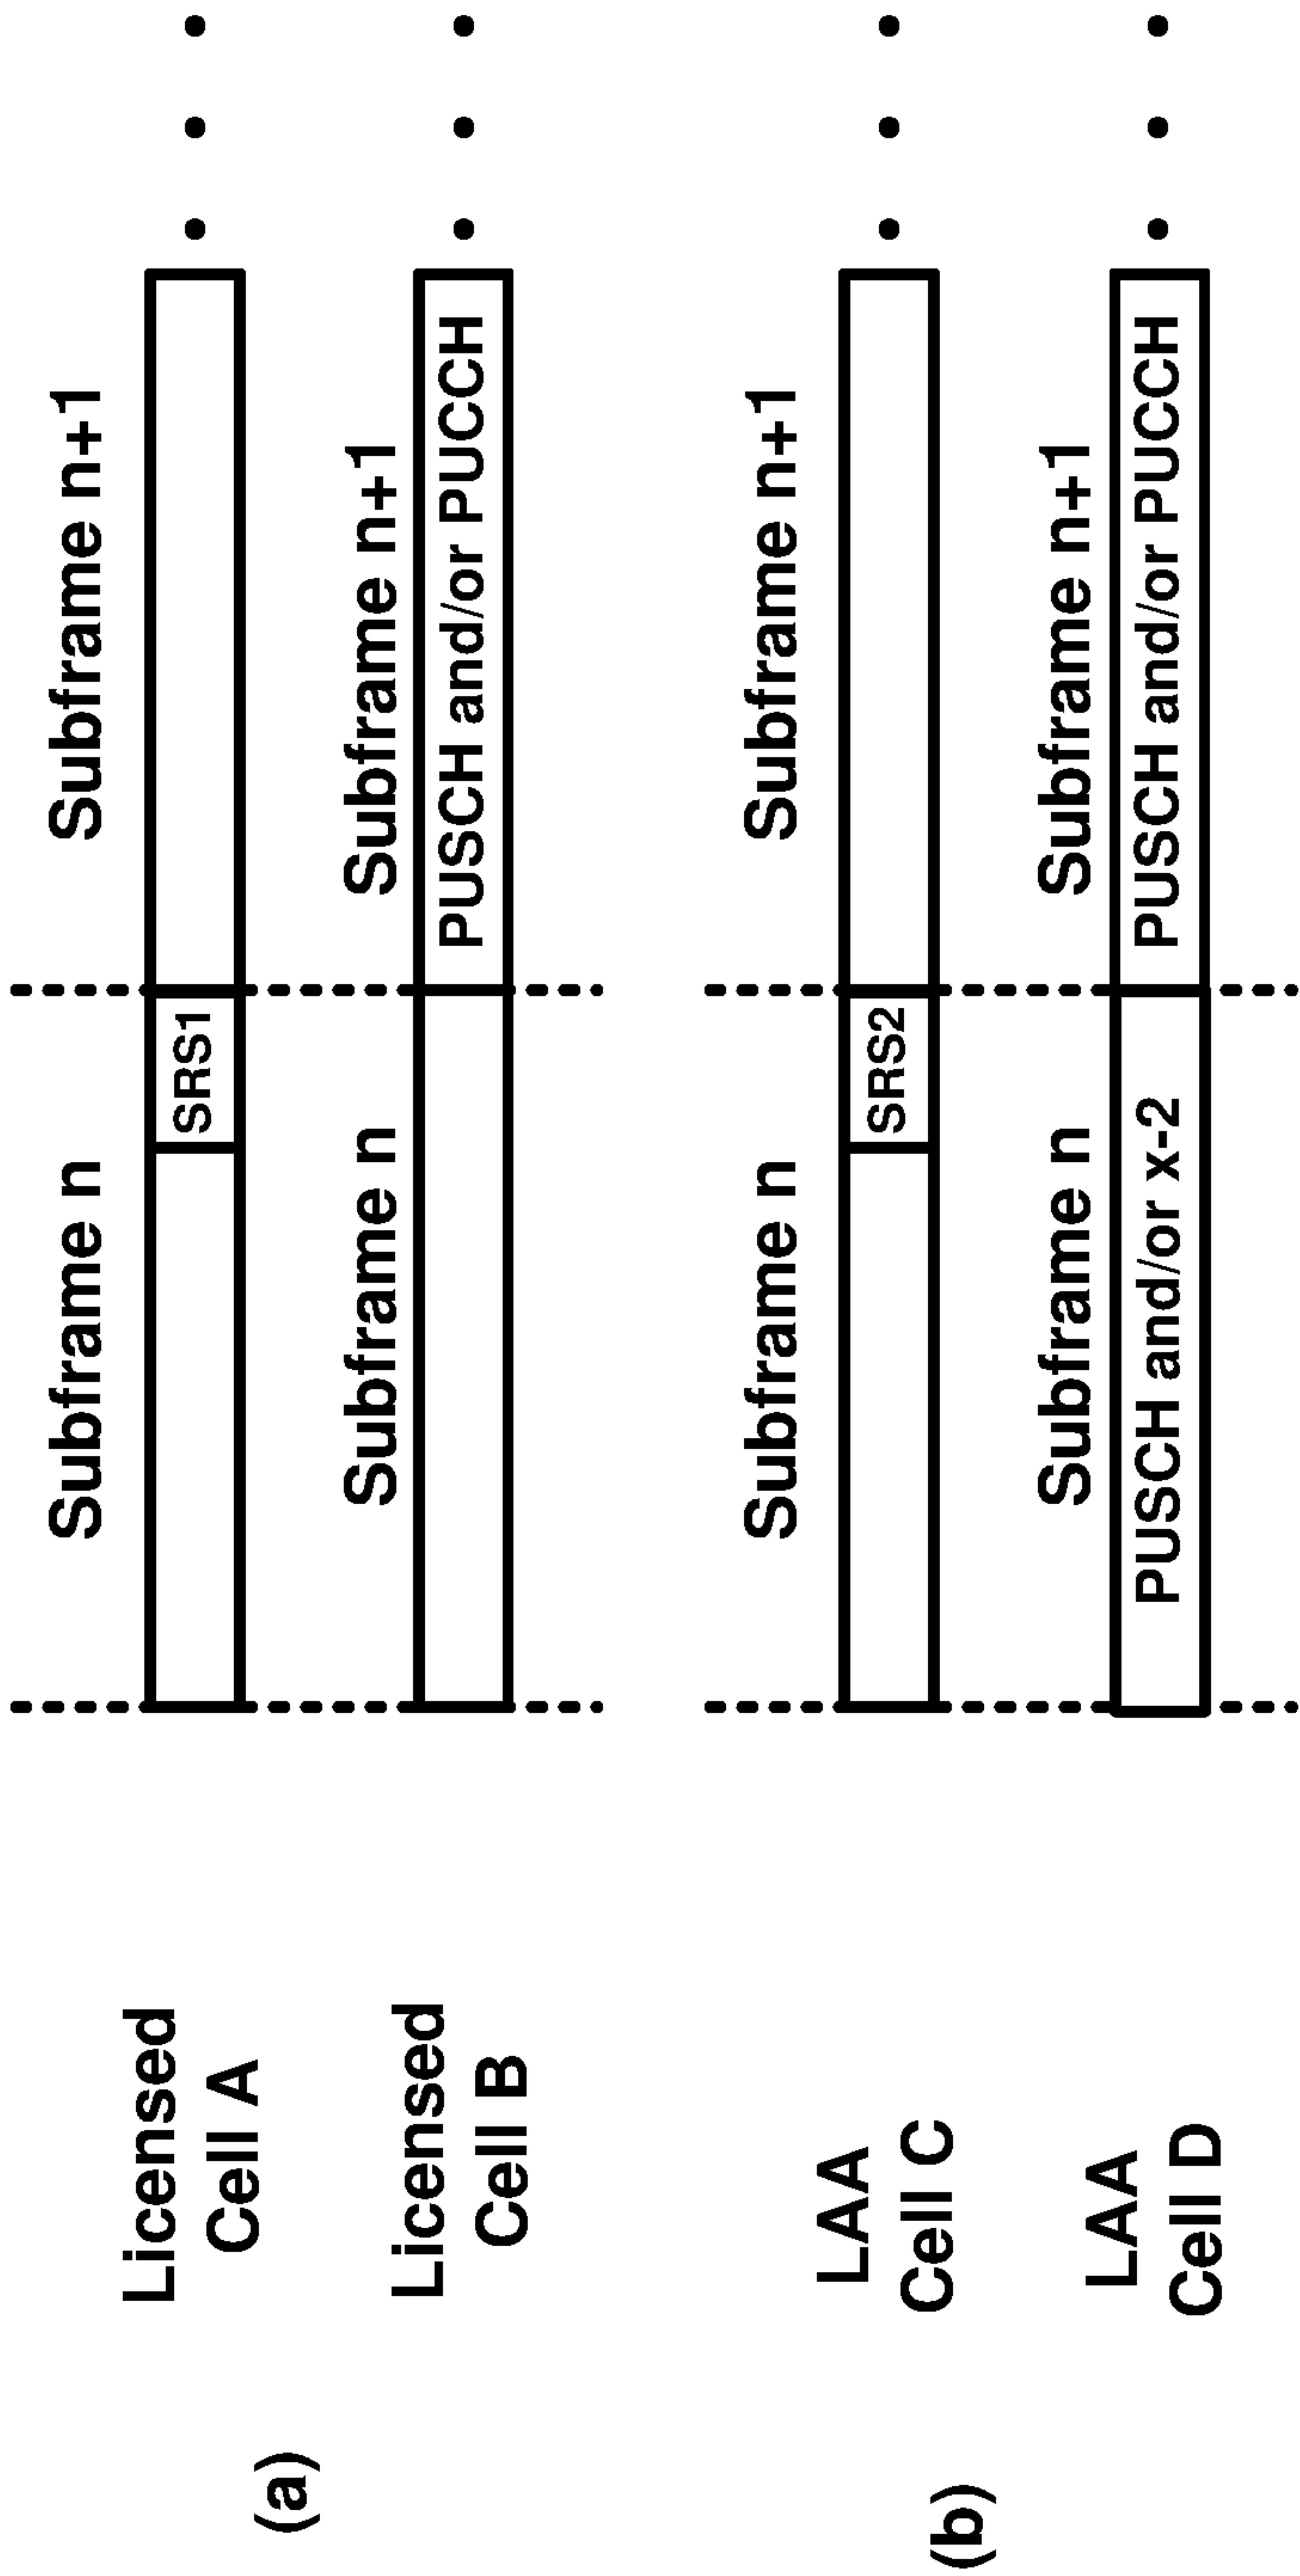 Subframe n
Subframe n+1
Licensed
Cell A
SRS1
Subframe n
Subframe n+1
Licensed
Cell B
PUSCH and/or PUCCH
(a)
Subframe n
Subframe n+1
LAA
Cell C
SRS2
Subframe n
Subframe n+1
LAA
Cell D
PUSCH and/or x-2
PUSCH and/or PUCCH
(b)